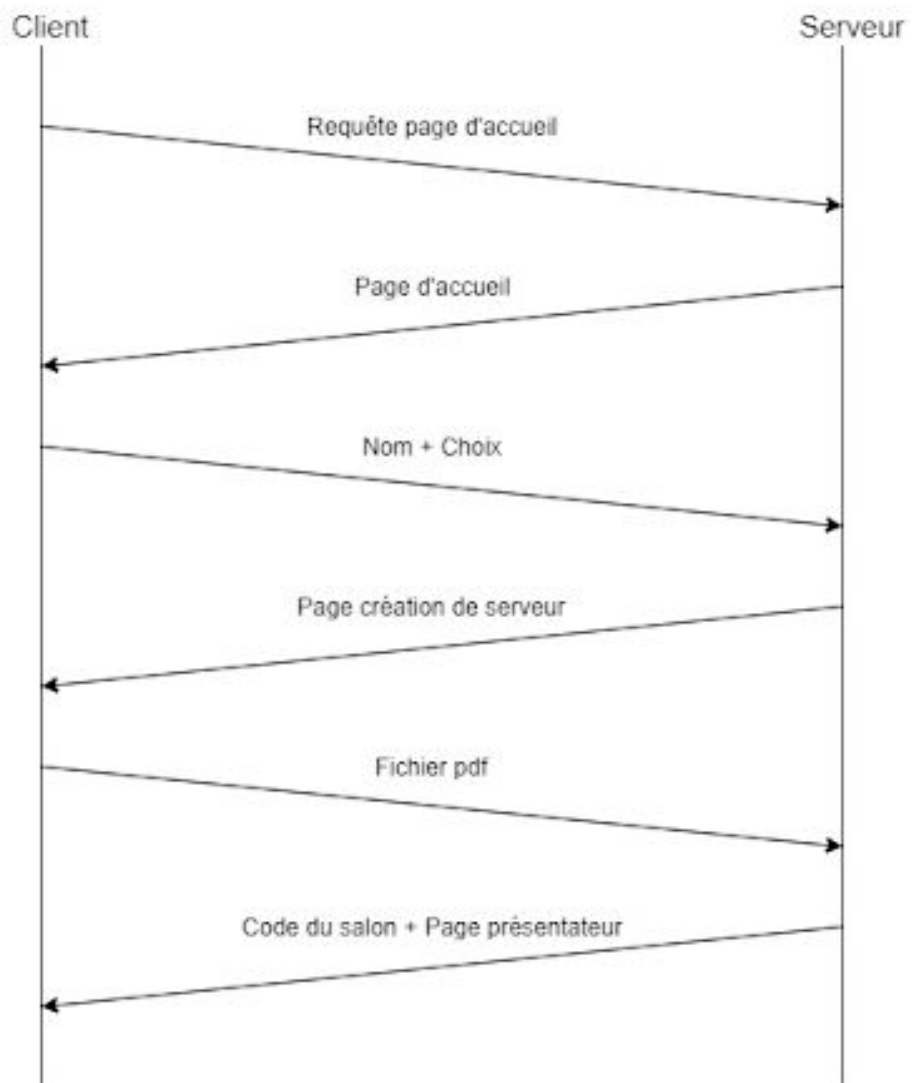 Client
Serveur
Requête page d'accueil
Page d'accueil
Nom + Choix
Page création de serveur
Fichier pdf
Code du salon + Page présentateur